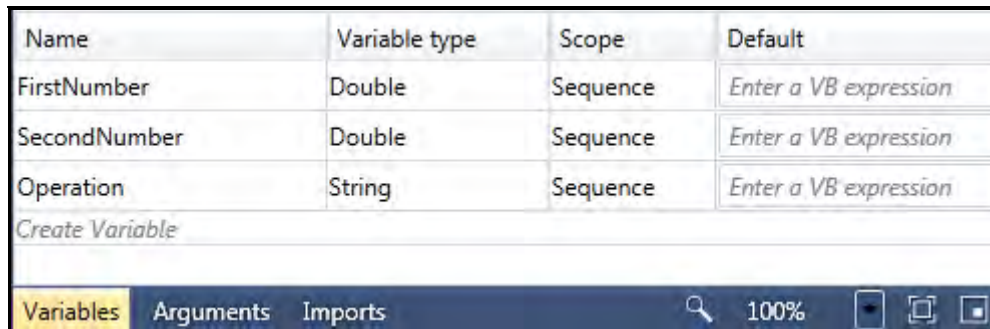 Name Variable type Scope Default
FirstNumber Double Sequence Enter a VB expression
SecondNumber Double Sequence Enter a VB expression
Operation String Sequence Enter a VB expression
Create Variable
Variables Arguments Imports 100%